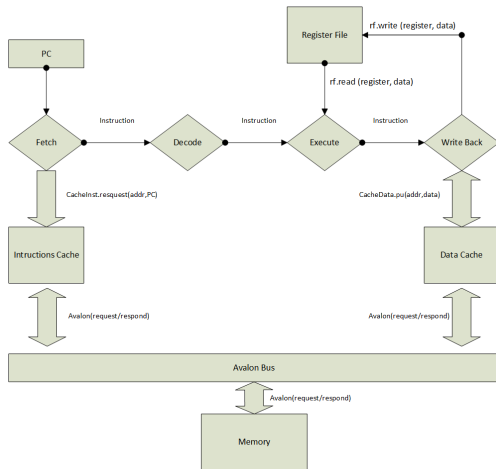 PC
Register File
rf.write (register, data)
rf.read (register, data)
Instruction
Instruction
Instruction
Fetch
Decode
Execute
Write Back
CacheInst.resquest(addr,PC)
CacheData.pu(addr,data)
Intructions Cache
Data Cache
Avalon(request/respond)
Avalon(request/respond)
Avalon Bus
Avalon(request/respond)
Memory